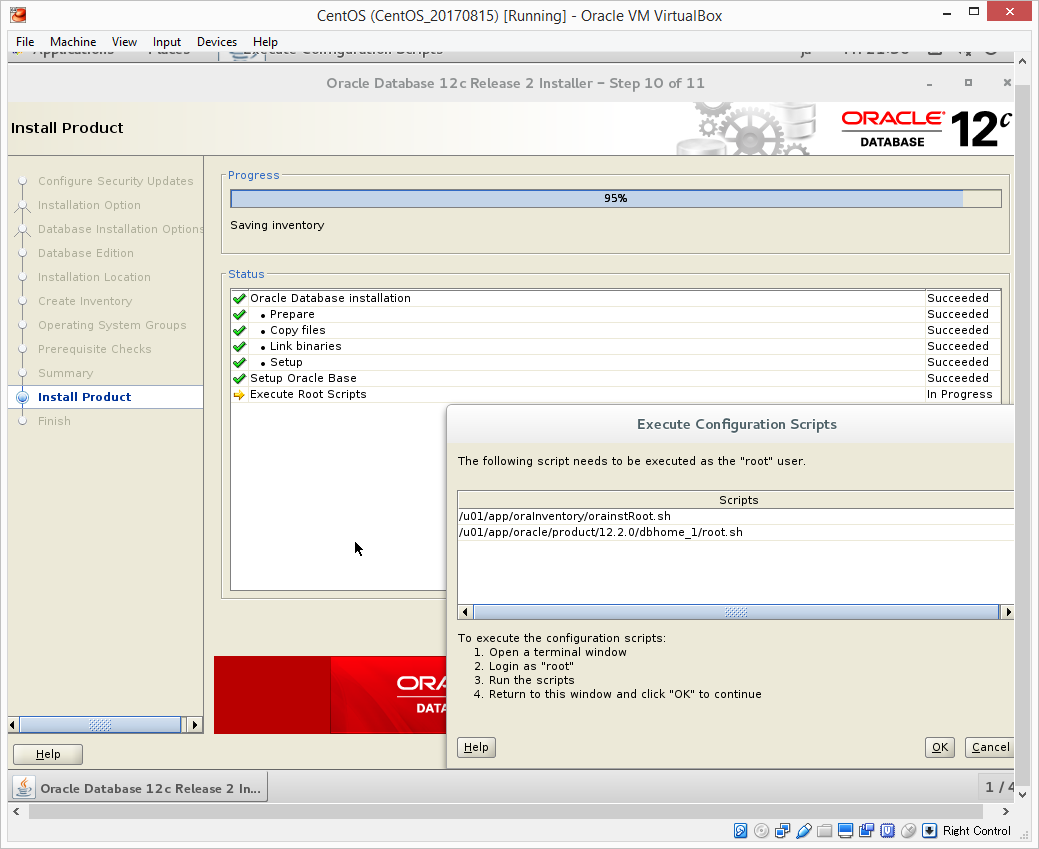 CentOS (CentOS_20170815) [Running] - Oracle VM VirtualBox
File Machine View Input Devices Help
Applications Places Execute Configuration Scripts
Oracle Database 12c Release 2 Installer – Step 10 of 11
Install Product
ORACLE
DATABASE
12c
Configure Security Updates
Installation Option
Database Installation Options
Database Edition
Installation Location
Create Inventory
Operating System Groups
Prerequisite Checks
Summary
Install Product
Finish
Progress
95%
Saving inventory
Status
Oracle Database installation Succeeded
• Prepare Succeeded
• Copy files Succeeded
• Link binaries Succeeded
• Setup Succeeded
Setup Oracle Base Succeeded
Execute Root Scripts In Progress
Execute Configuration Scripts
The following script needs to be executed as the "root" user.
Scripts
/u01/app/oraInventory/orainstRoot.sh
/u01/app/oracle/product/12.2.0/dbhome_1/root.sh
To execute the configuration scripts:
1. Open a terminal window
2. Login as "root"
3. Run the scripts
4. Return to this window and click "OK" to continue
ORA
DATA
Help OK Cancel
Help
Oracle Database 12c Release 2 In...
1 / 4
Right Control